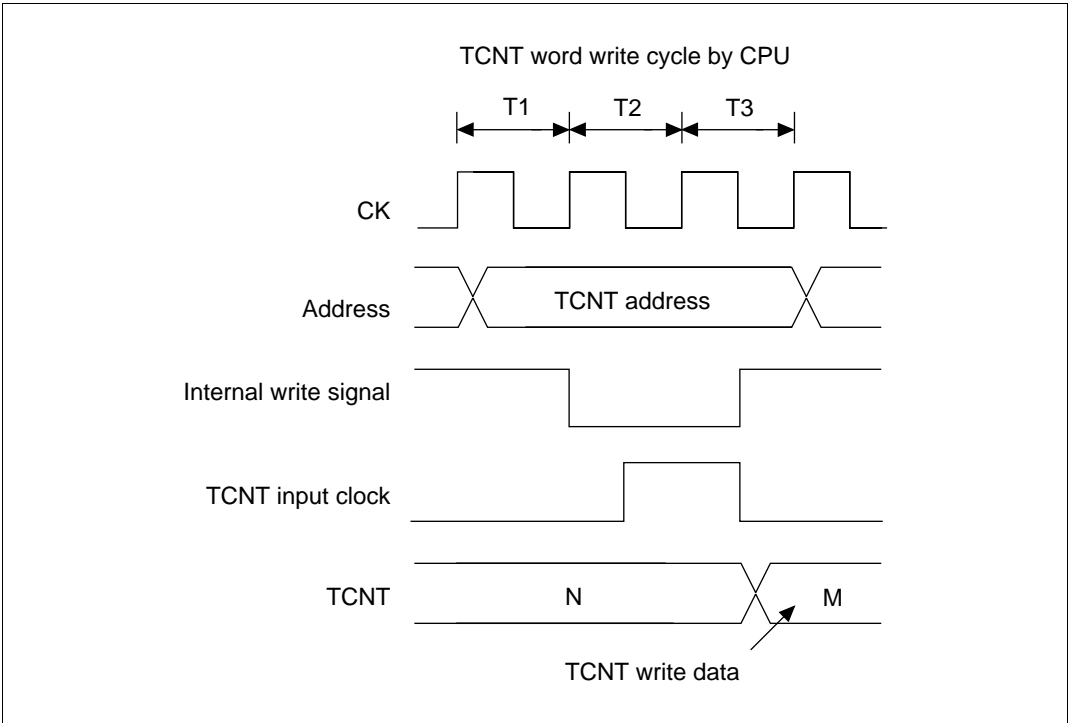 TCNT word write cycle by CPU
T1 T2 T3
CK
Address
TCNT address
Internal write signal
TCNT input clock
TCNT
N
M
TCNT write data